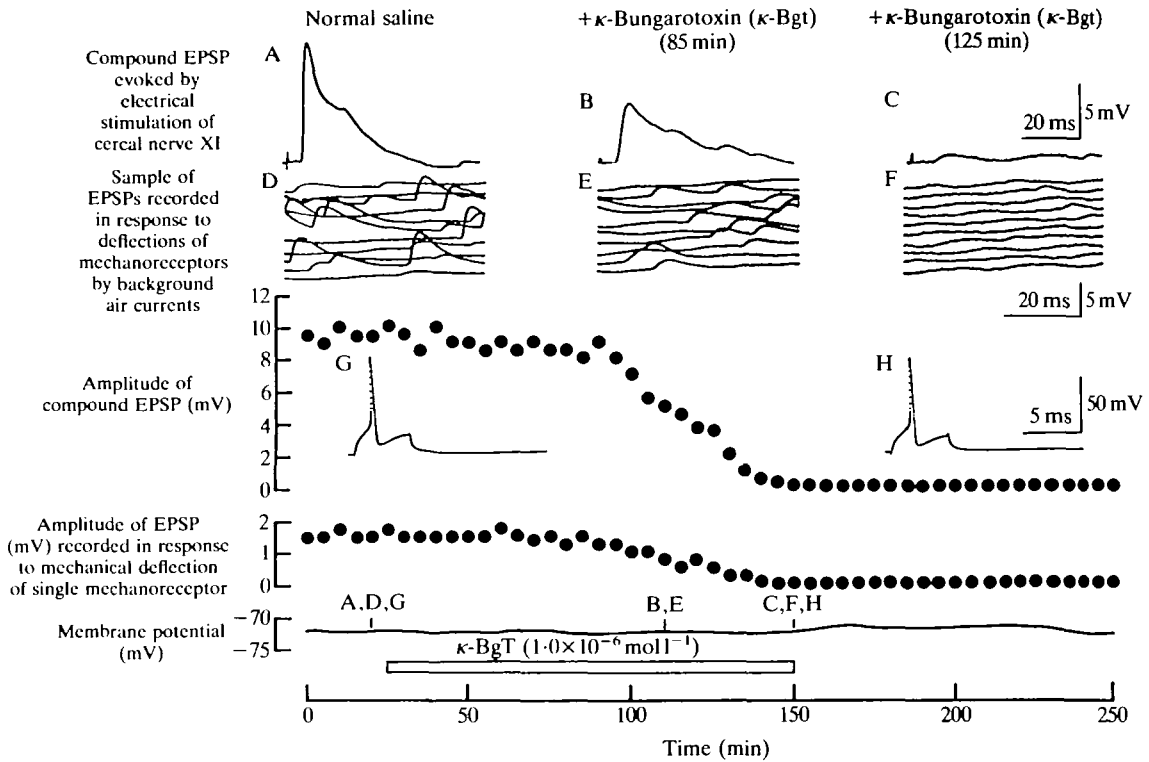 Normal saline
+κ-Bungarotoxin (κ-Bgt)
(85 min)
+κ-Bungarotoxin (κ-Bgt)
(125 min)
Compound EPSP
evoked by
electrical
stimulation of
cercal nerve XI
A
B
C
20 ms
5 mV
Sample of
EPSPs recorded
in response to
deflections of
mechanoreceptors
by background
air currents
D
E
F
20 ms
5 mV
Amplitude of
compound EPSP (mV)
12
10
8
6
4
2
0
G
H
5 ms
50 mV
Amplitude of EPSP
(mV) recorded in response
to mechanical deflection
of single mechanoreceptor
2
1
0
A,D,G
B,E
C,F,H
Membrane potential
(mV)
−70
−75
κ-BgT (1·0×10⁻⁶ mol l⁻¹)
0
50
100
150
200
250
Time (min)